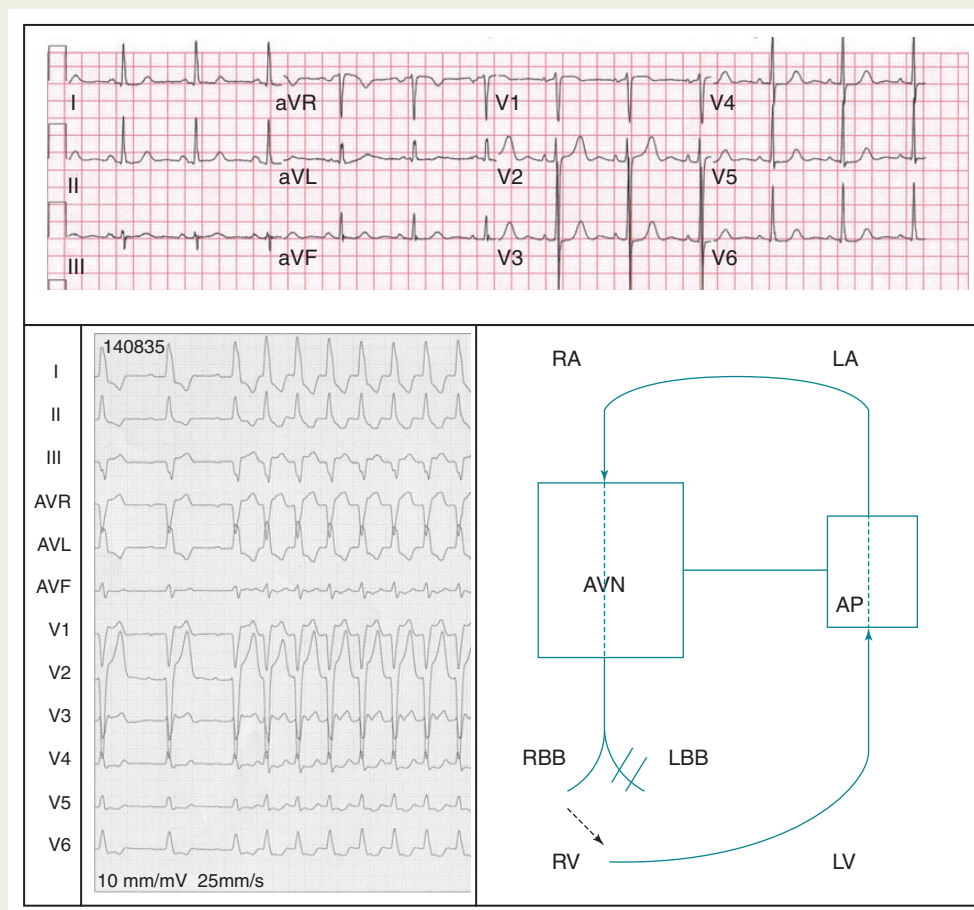 I aVR V1 V4
II aVL V2 V5
III aVF V3 V6
140835
I
II
III
AVR
AVL
AVF
V1
V2
V3
V4
V5
V6
10 mm/mV 25mm/s
RA LA
AVN
AP
RBB LBB
RV LV